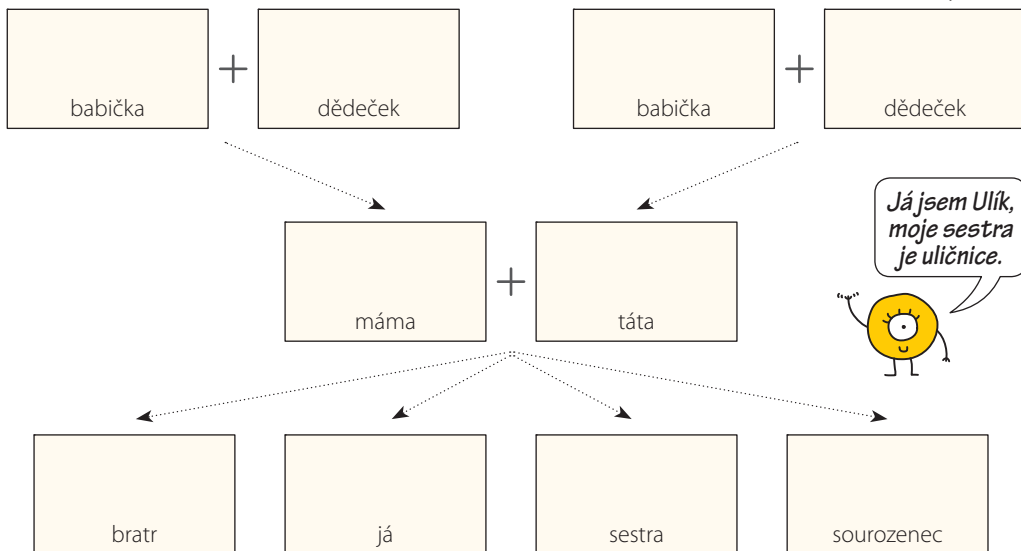 babička + dědeček babička + dědeček
Já jsem Ulík,
moje sestra
je uličnice.
máma + táta
bratr já sestra sourozenec